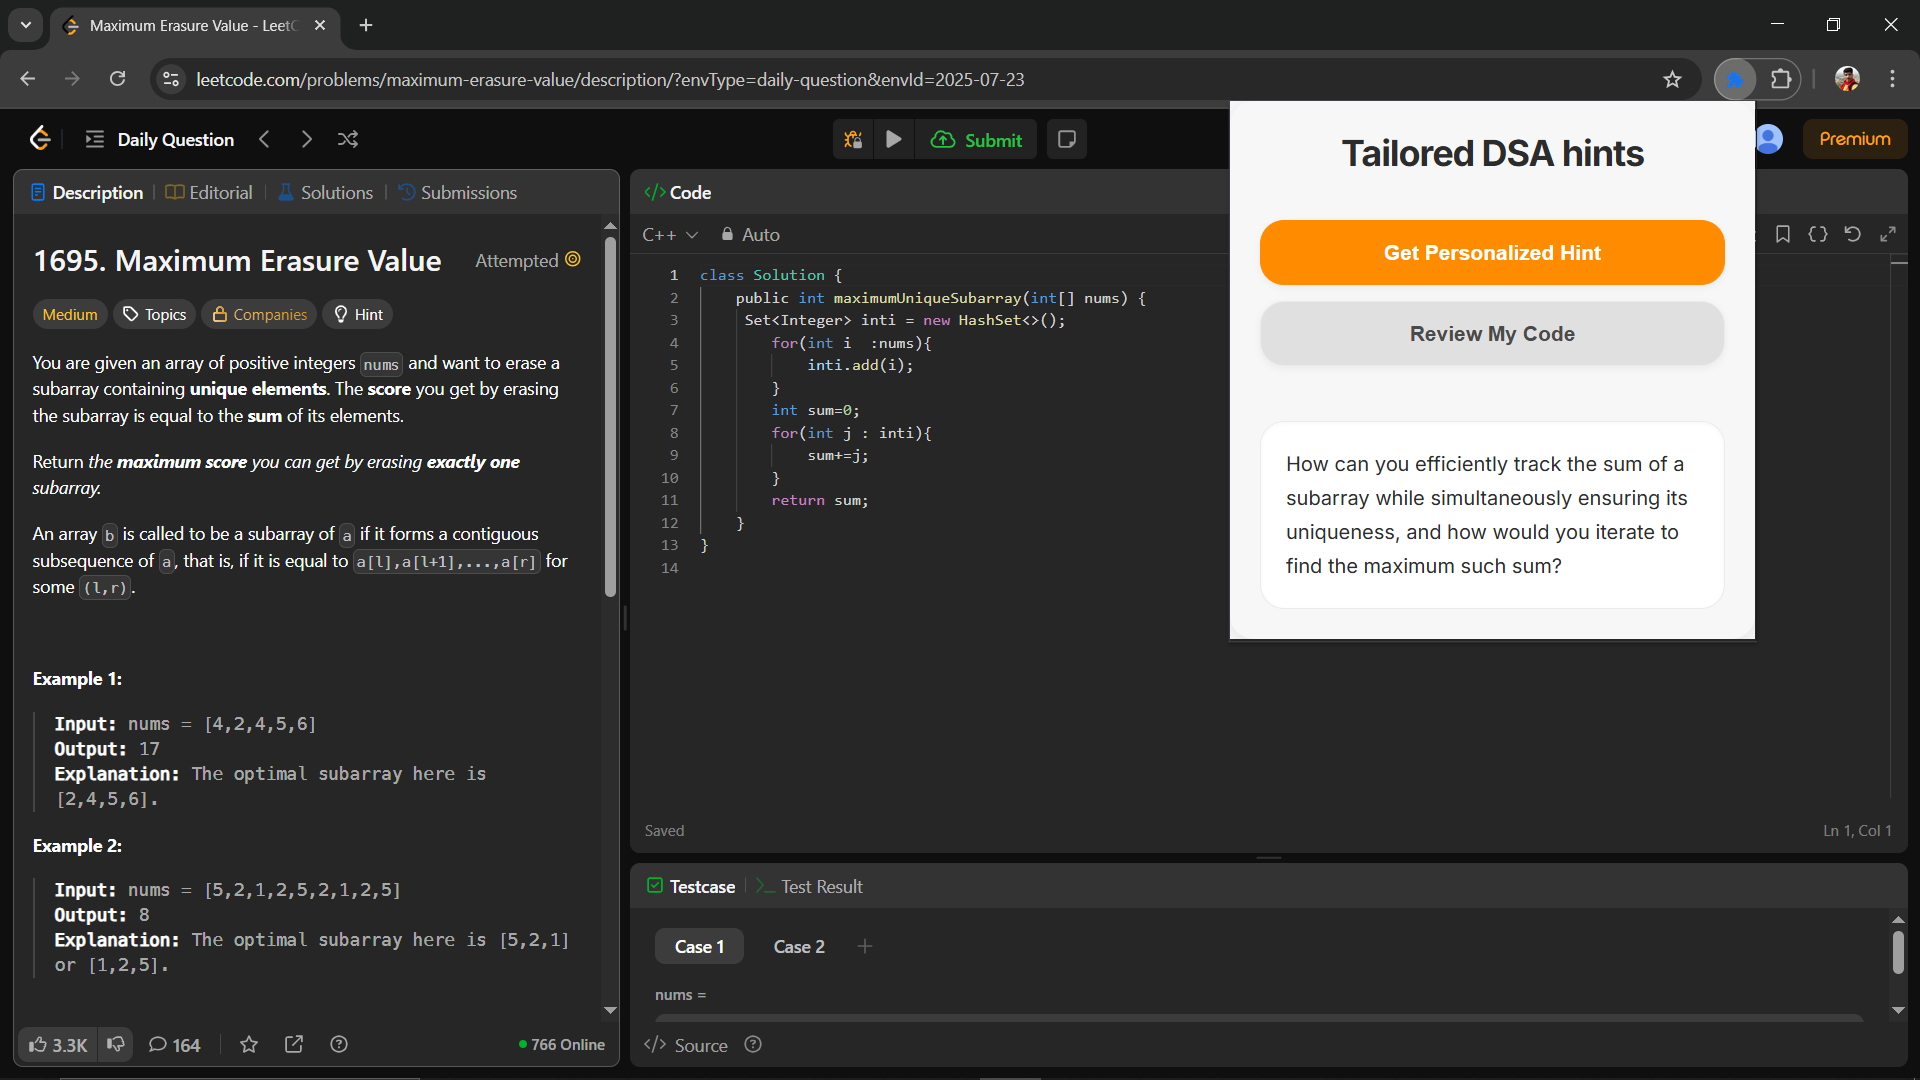 Maximum Erasure Value - LeetC
leetcode.com/problems/maximum-erasure-value/description/?envType=daily-question&envId=2025-07-23
Daily Question
Submit
Premium
Description
Editorial
Solutions
Submissions
1695. Maximum Erasure Value
Attempted
Medium
Topics
Companies
Hint
You are given an array of positive integers nums and want to erase a
subarray containing unique elements. The score you get by erasing
the subarray is equal to the sum of its elements.
Return the maximum score you can get by erasing exactly one
subarray.
An array b is called to be a subarray of a if it forms a contiguous
subsequence of a, that is, if it is equal to a[l],a[l+1],...,a[r] for
some (l,r).
Example 1:
Input: nums = [4,2,4,5,6]
Output: 17
Explanation: The optimal subarray here is
[2,4,5,6].
Example 2:
Input: nums = [5,2,1,2,5,2,1,2,5]
Output: 8
Explanation: The optimal subarray here is [5,2,1]
or [1,2,5].
3.3K
164
766 Online
</> Code
C++
Auto
1 class Solution {
2 public int maximumUniqueSubarray(int[] nums) {
3 Set<Integer> inti = new HashSet<>();
4 for(int i  :nums){
5 inti.add(i);
6 }
7 int sum=0;
8 for(int j : inti){
9 sum+=j;
10 }
11 return sum;
12 }
13 }
14
Saved
Ln 1, Col 1
Testcase
Test Result
Case 1
Case 2
nums =
</> Source
Tailored DSA hints
Get Personalized Hint
Review My Code
How can you efficiently track the sum of a
subarray while simultaneously ensuring its
uniqueness, and how would you iterate to
find the maximum such sum?